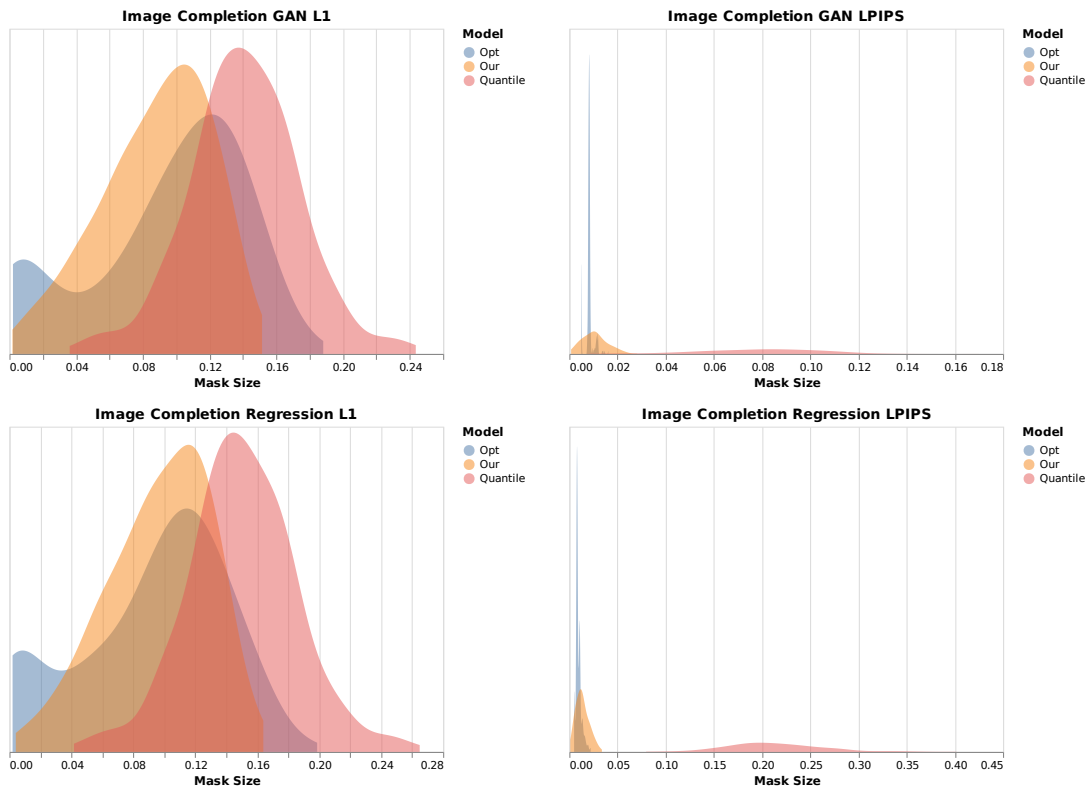 Image Completion GAN L1
Model
Opt
Our
Quantile
0.00 0.04 0.08 0.12 0.16 0.20 0.24
Mask Size
Image Completion GAN LPIPS
Model
Opt
Our
Quantile
0.00 0.02 0.04 0.06 0.08 0.10 0.12 0.14 0.16 0.18
Mask Size
Image Completion Regression L1
Model
Opt
Our
Quantile
0.00 0.04 0.08 0.12 0.16 0.20 0.24 0.28
Mask Size
Image Completion Regression LPIPS
Model
Opt
Our
Quantile
0.00 0.05 0.10 0.15 0.20 0.25 0.30 0.35 0.40 0.45
Mask Size